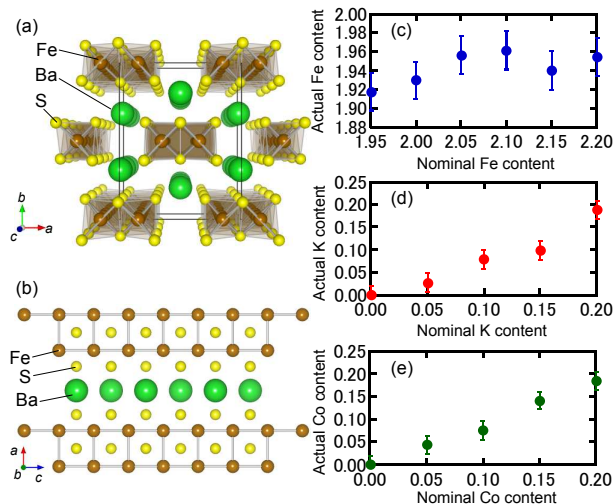 (a)
Fe
Ba
S
b
c
a
(b)
Fe
S
Ba
a
b
c
(c)
Actual Fe content
2.00
1.98
1.96
1.94
1.92
1.90
1.88
1.95 2.00 2.05 2.10 2.15 2.20
Nominal Fe content
(d)
Actual K content
0.25
0.20
0.15
0.10
0.05
0.00
0.00 0.05 0.10 0.15 0.20
Nominal K content
(e)
Actual Co content
0.25
0.20
0.15
0.10
0.05
0.00
0.00 0.05 0.10 0.15 0.20
Nominal Co content